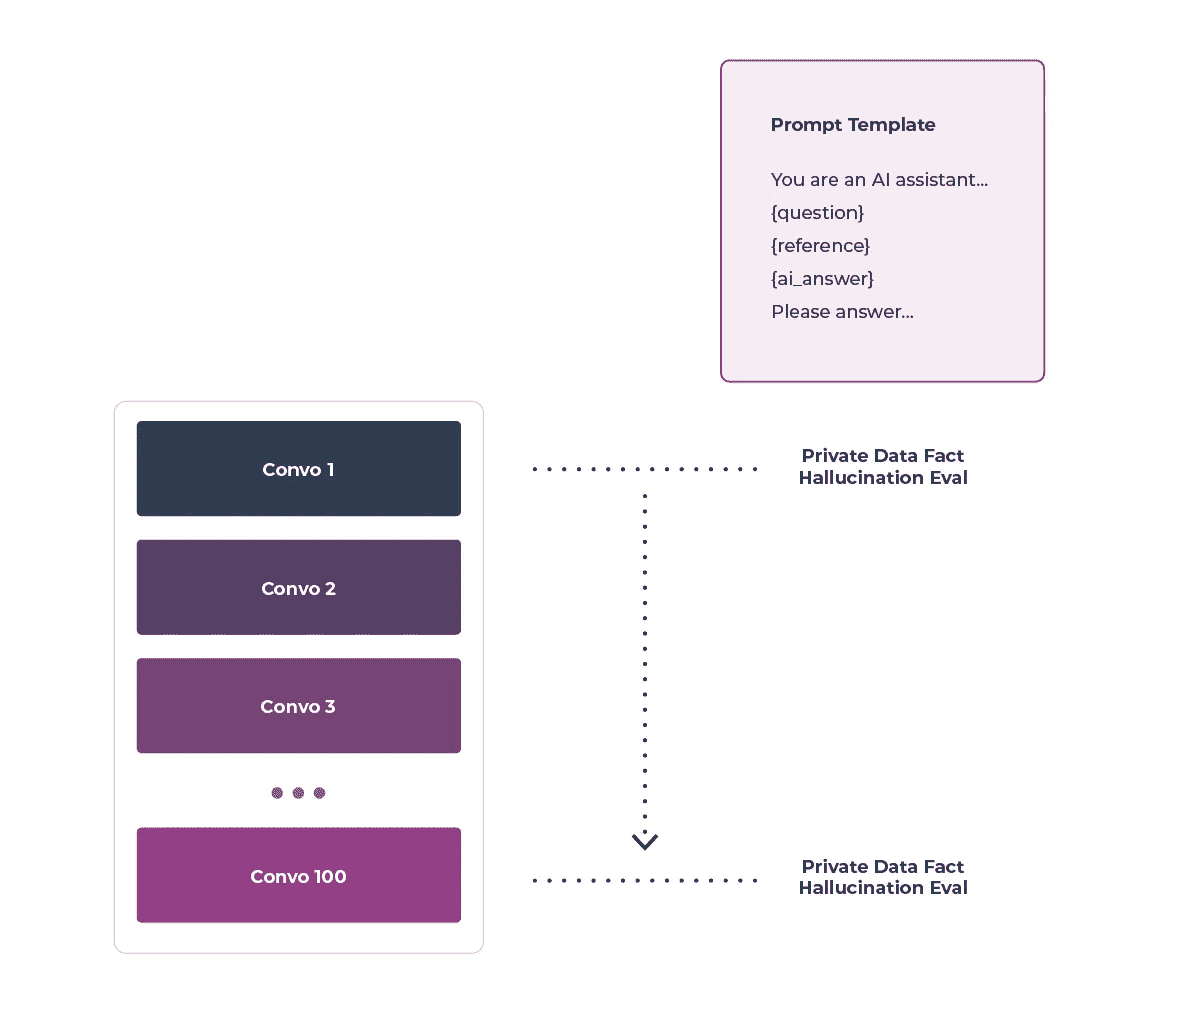 Prompt Template
You are an AI assistant...
{question}
{reference}
{ai_answer}
Please answer...
Convo 1
Private Data Fact
Hallucination Eval
Convo 2
Convo 3
Convo 100
Private Data Fact
Hallucination Eval